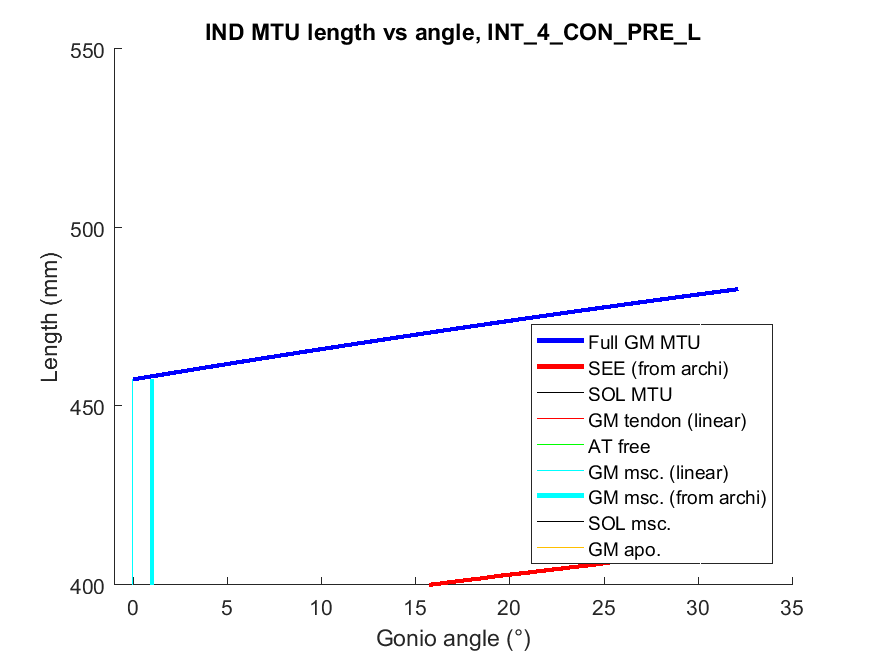 IND MTU length vs angle, INT_4_CON_PRE_L
550
500
450
400
Length (mm)
0 5 10 15 20 25 30 35
Gonio angle (°)
Full GM MTU
SEE (from archi)
SOL MTU
GM tendon (linear)
AT free
GM msc. (linear)
GM msc. (from archi)
SOL msc.
GM apo.